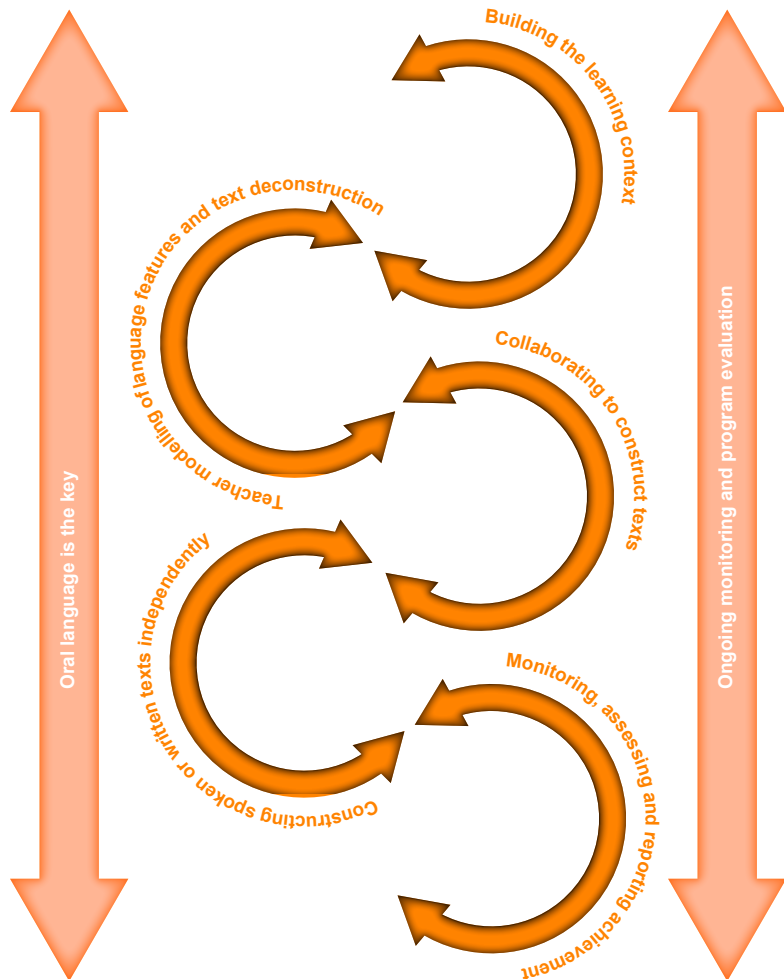 Building the learning context
Teacher modelling of language features and text deconstruction
Collaborating to construct texts
Constructing spoken or written texts independently
Monitoring, assessing and reporting achievement
Oral language is the key
Ongoing monitoring and program evaluation